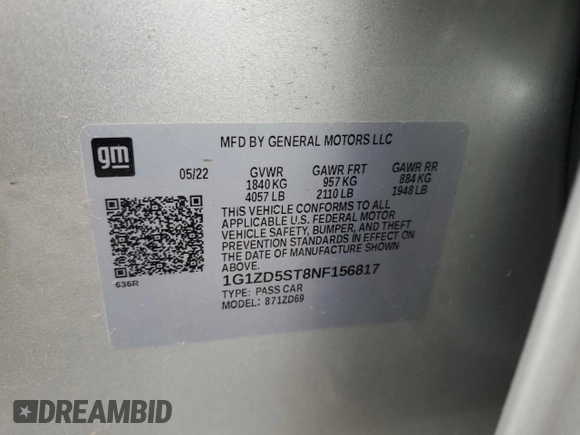 gm
MFD BY GENERAL MOTORS LLC
05/22 GVWR GAWR FRT GAWR RR
1840 KG 957 KG 884 KG
4057 LB 2110 LB 1948 LB
THIS VEHICLE CONFORMS TO ALL
APPLICABLE U.S. FEDERAL MOTOR
VEHICLE SAFETY, BUMPER, AND THEFT
PREVENTION STANDARDS IN EFFECT ON
THE DATE OF MANUFACTURE SHOWN
ABOVE.
1G1ZD5ST8NF156817
TYPE: PASS CAR
MODEL: 871ZD69
636R
DREAMBID